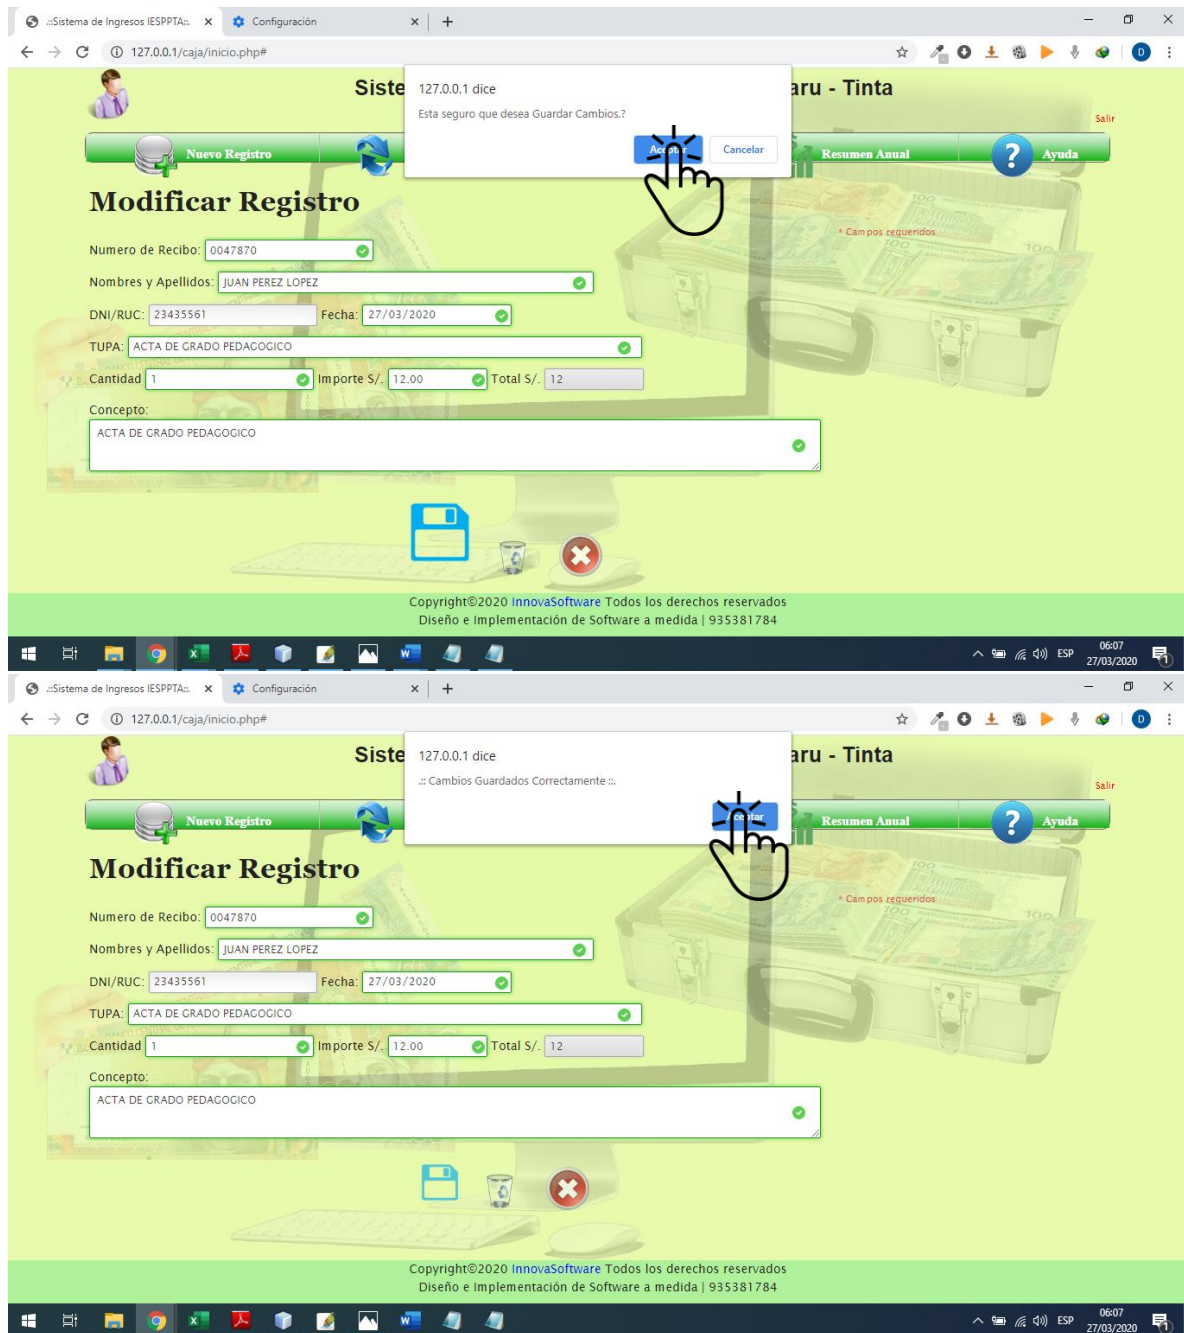 .::Sistema de Ingresos IESPPTA::.
Configuración
127.0.0.1/caja/inicio.php#
D
127.0.0.1 dice
Esta seguro que desea Guardar Cambios.?
Cancelar
aru - Tinta
Salir
Nuevo Registro
Resumen Anual
Ayuda
Modificar Registro
* Campos requeridos
Numero de Recibo: 0047870
Nombres y Apellidos: JUAN PEREZ LOPEZ
DNI/RUC: 23435561 Fecha: 27/03/2020
TUPA: ACTA DE GRADO PEDAGOGICO
Cantidad 1 Importe S/. 12.00 Total S/. 12
Concepto:
ACTA DE GRADO PEDAGOGICO
Copyright©2020 InnovaSoftware Todos los derechos reservados
Diseño e Implementación de Software a medida | 935381784
ESP
06:07
27/03/2020
.::Sistema de Ingresos IESPPTA::.
Configuración
127.0.0.1/caja/inicio.php#
D
127.0.0.1 dice
.:: Cambios Guardados Correctamente ::.
aru - Tinta
Salir
Nuevo Registro
Resumen Anual
Ayuda
Modificar Registro
* Campos requeridos
Numero de Recibo: 0047870
Nombres y Apellidos: JUAN PEREZ LOPEZ
DNI/RUC: 23435561 Fecha: 27/03/2020
TUPA: ACTA DE GRADO PEDAGOGICO
Cantidad 1 Importe S/. 12.00 Total S/. 12
Concepto:
ACTA DE GRADO PEDAGOGICO
Copyright©2020 InnovaSoftware Todos los derechos reservados
Diseño e Implementación de Software a medida | 935381784
ESP
06:07
27/03/2020